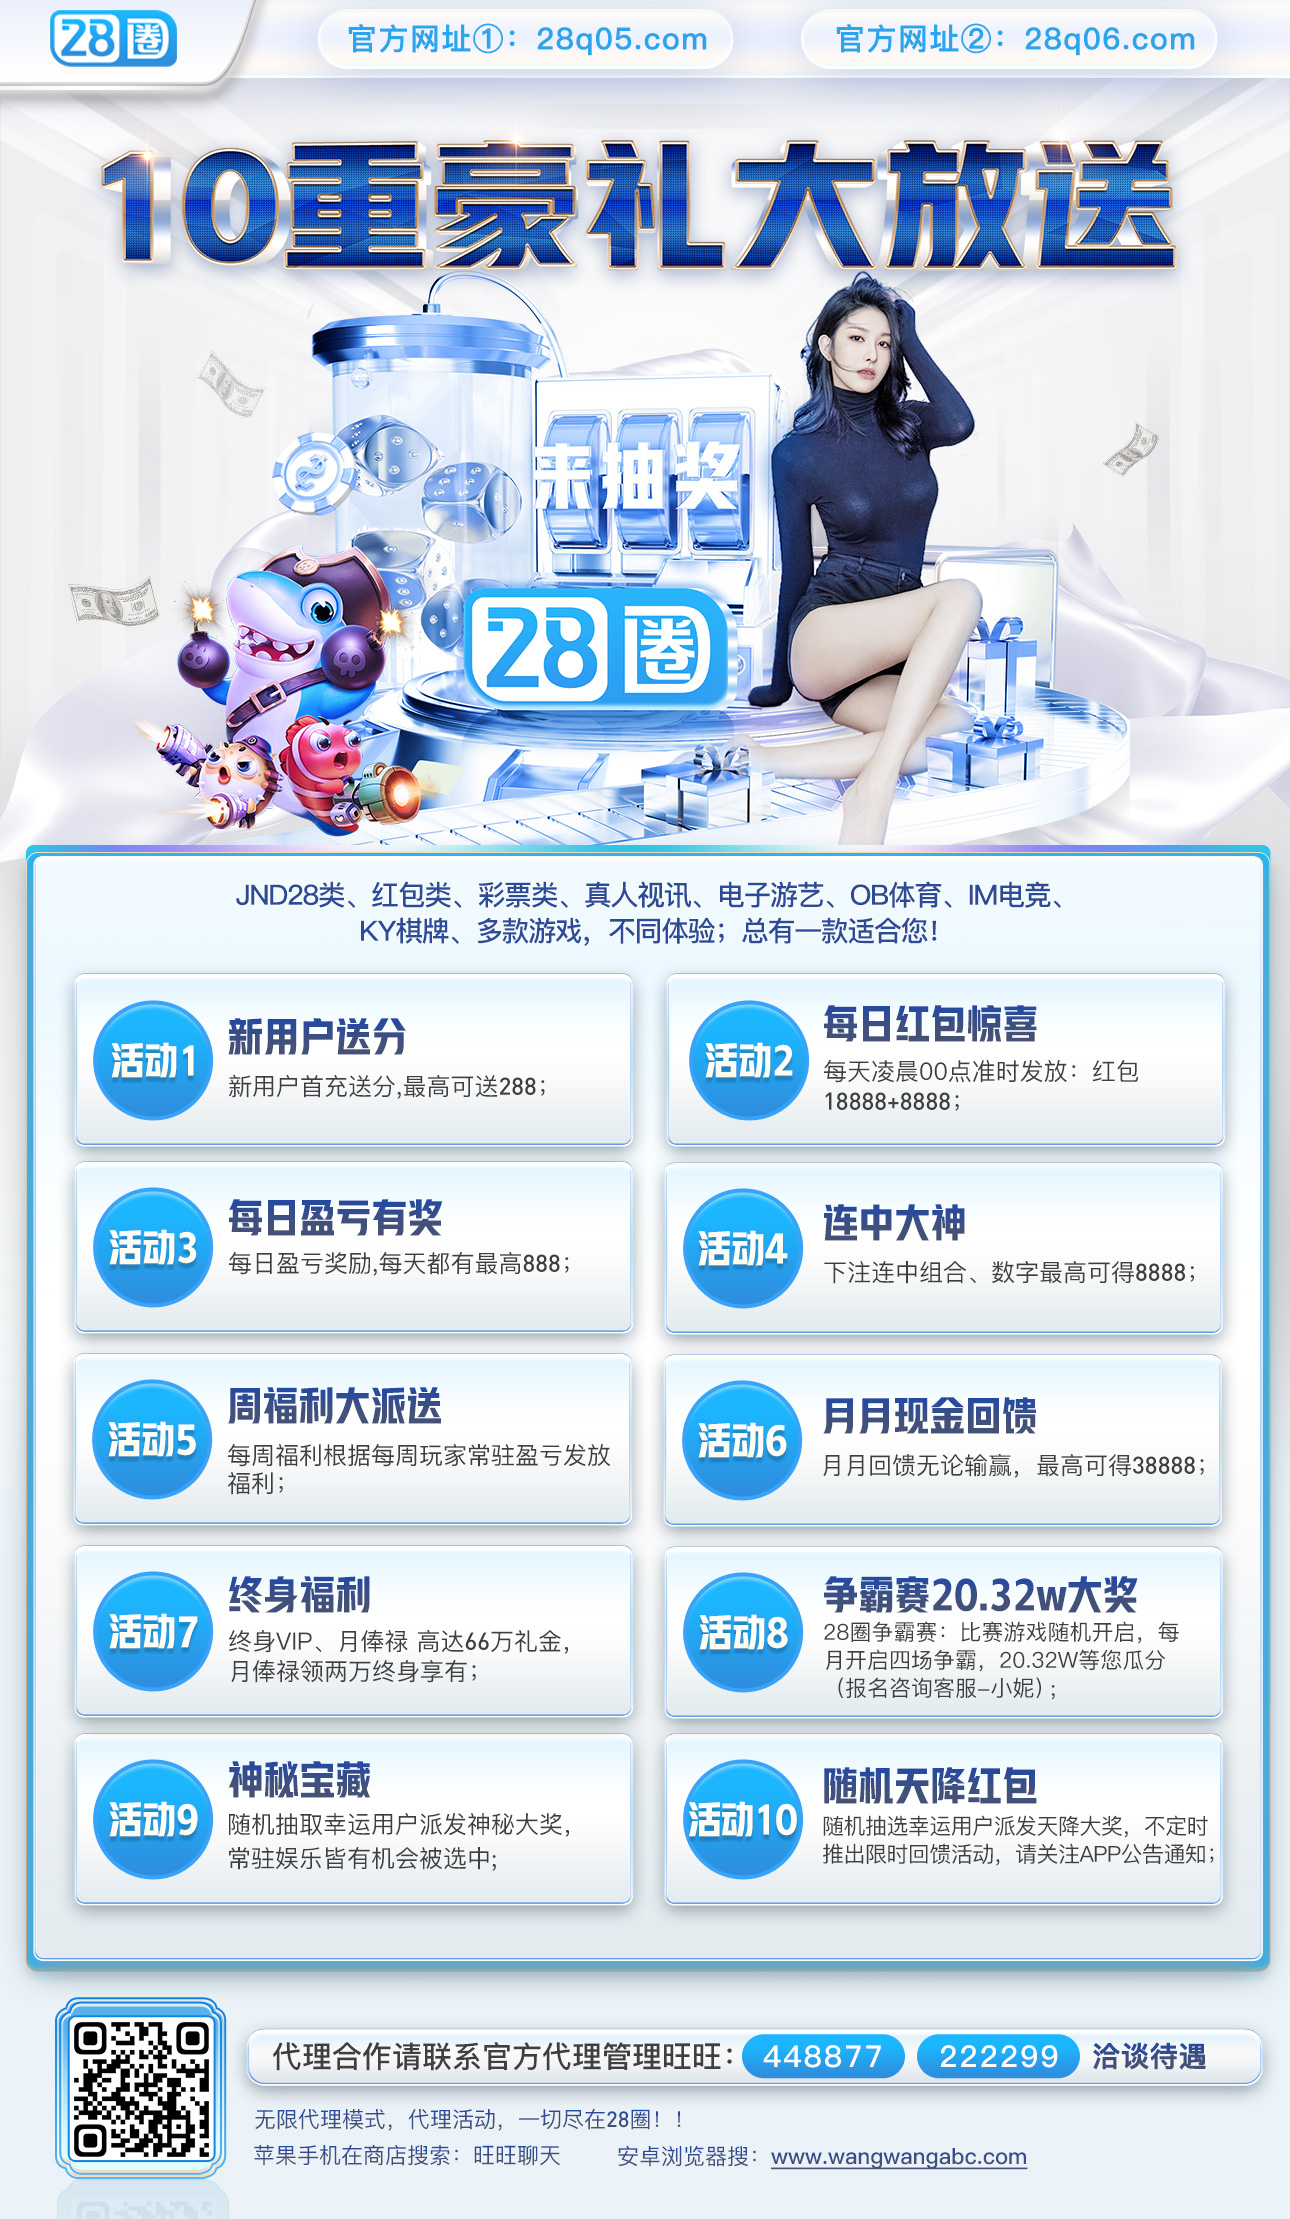 28圈
官方网址①：28q05.com
官方网址②：28q06.com
10重豪礼大放送
来抽奖
28圈
JND28类、红包类、彩票类、真人视讯、电子游艺、OB体育、IM电竞、
KY棋牌、多款游戏，不同体验；总有一款适合您！
活动1
新用户送分
新用户首充送分,最高可送288；
活动2
每日红包惊喜
每天凌晨00点准时发放：红包
18888+8888；
活动3
每日盈亏有奖
每日盈亏奖励,每天都有最高888；
活动4
连中大神
下注连中组合、数字最高可得8888；
活动5
周福利大派送
每周福利根据每周玩家常驻盈亏发放
福利；
活动6
月月现金回馈
月月回馈无论输赢，最高可得38888；
活动7
终身福利
终身VIP、月俸禄 高达66万礼金，
月俸禄领两万终身享有；
活动8
争霸赛20.32w大奖
28圈争霸赛：比赛游戏随机开启，每
月开启四场争霸，20.32W等您瓜分
（报名咨询客服-小妮）；
活动9
神秘宝藏
随机抽取幸运用户派发神秘大奖，
常驻娱乐皆有机会被选中;
活动10
随机天降红包
随机抽选幸运用户派发天降大奖，不定时
推出限时回馈活动，请关注APP公告通知；
代理合作请联系官方代理管理旺旺：448877 222299 洽谈待遇
无限代理模式，代理活动，一切尽在28圈！！
苹果手机在商店搜索：旺旺聊天 安卓浏览器搜：www.wangwangabc.com